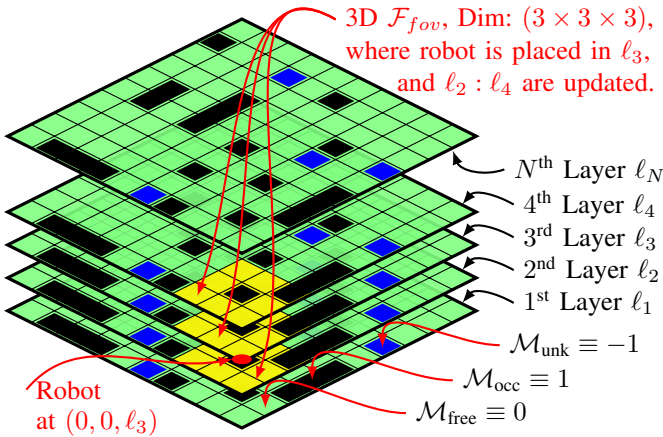 3D $\mathcal{F}_{fov}$, Dim: $(3 \times 3 \times 3)$,
where robot is placed in $\ell_3$,
and $\ell_2 : \ell_4$ are updated.
$N^{\text{th}}$ Layer $\ell_N$
$4^{\text{th}}$ Layer $\ell_4$
$3^{\text{rd}}$ Layer $\ell_3$
$2^{\text{nd}}$ Layer $\ell_2$
$1^{\text{st}}$ Layer $\ell_1$
$\mathcal{M}_{\text{unk}} \equiv -1$
$\mathcal{M}_{\text{occ}} \equiv 1$
$\mathcal{M}_{\text{free}} \equiv 0$
Robot
at $(0, 0, \ell_3)$